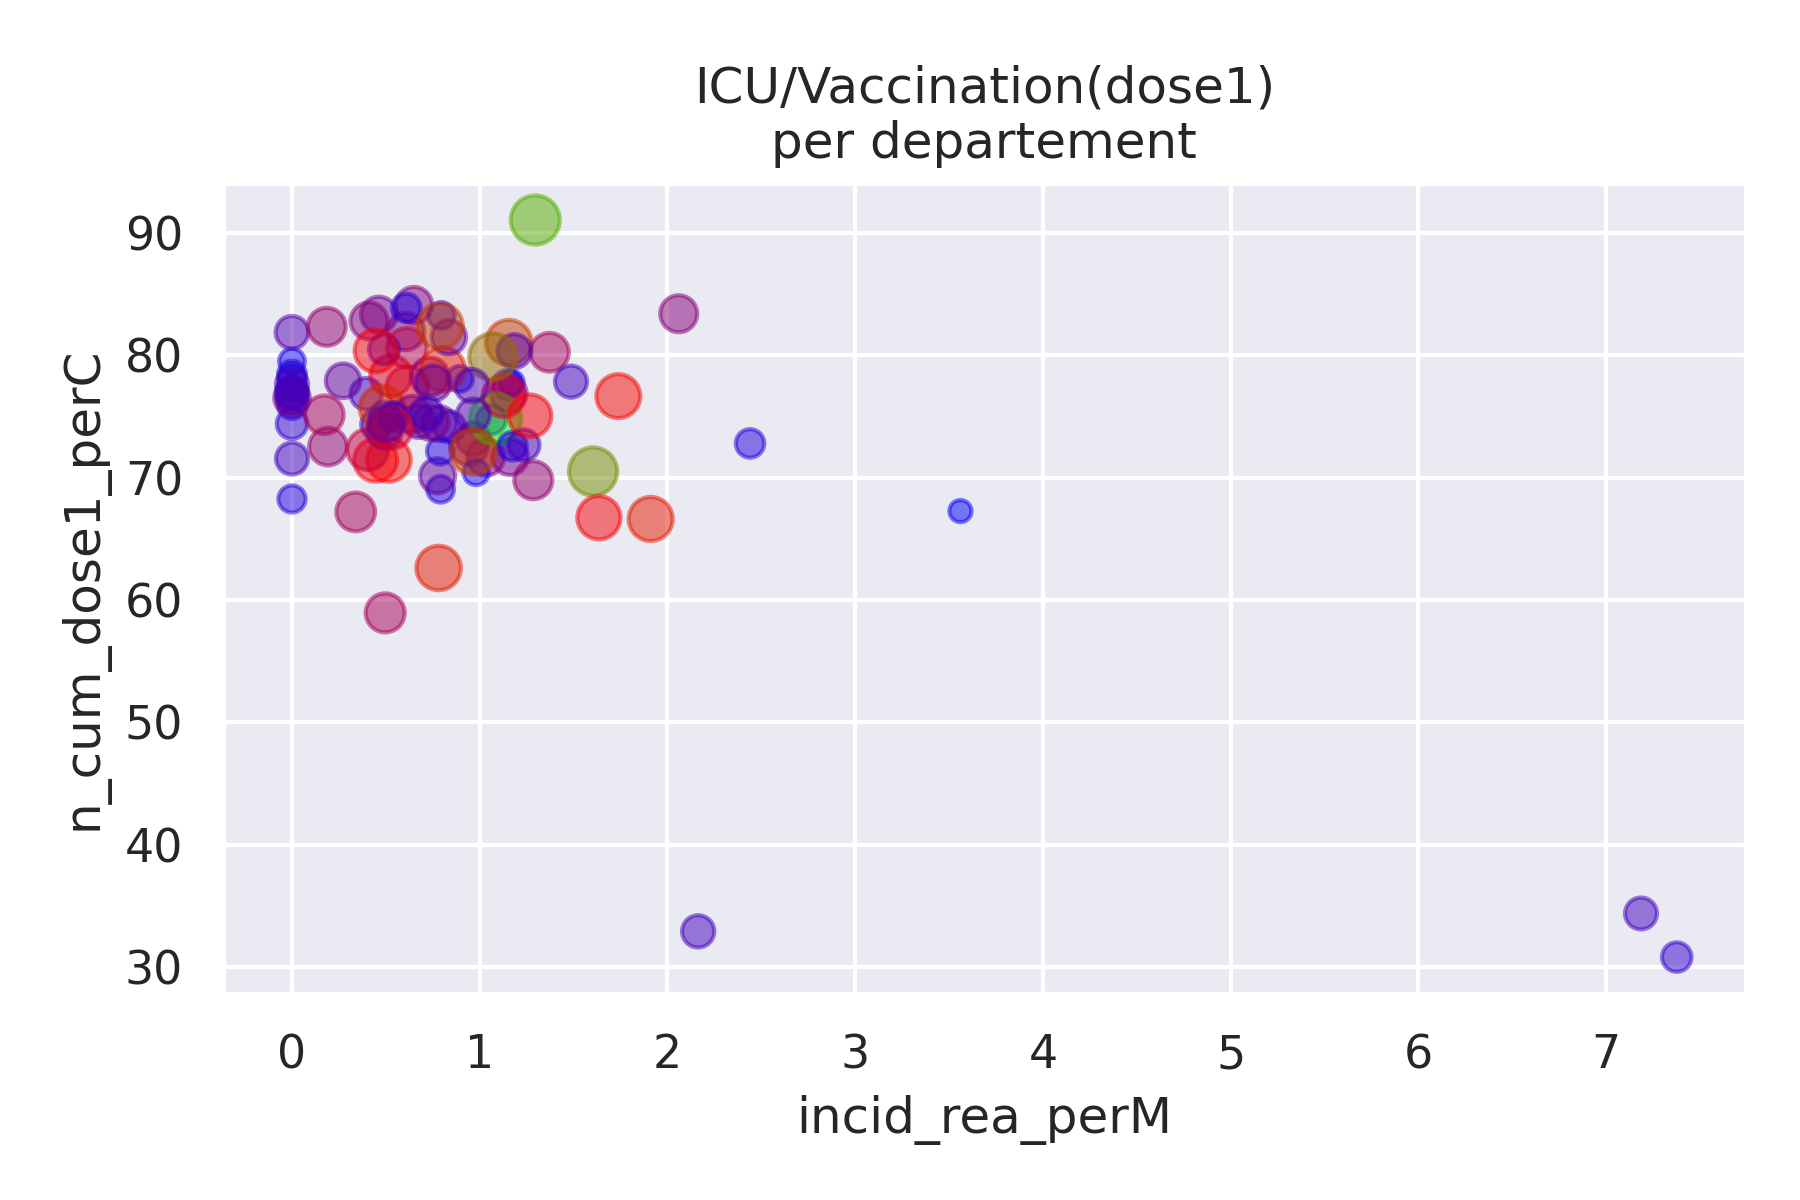 ICU/Vaccination(dose1)
per departement
n_cum_dose1_perC
90
80
70
60
50
40
30
0 1 2 3 4 5 6 7
incid_rea_perM